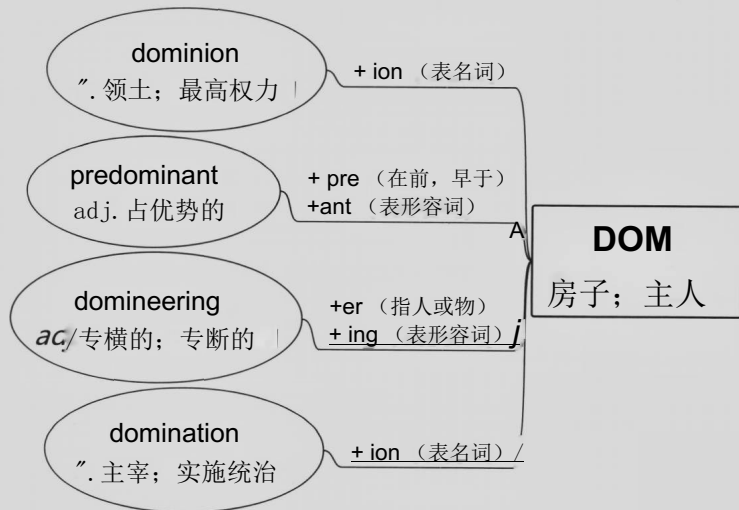 dominion
".领土；最高权力
+ ion （表名词）
predominant
adj.占优势的
+ pre （在前，早于）
+ant （表形容词）
A
DOM
房子；主人
domineering
ac/专横的；专断的
+er （指人或物）
+ ing （表形容词）j
domination
".主宰；实施统治
+ ion （表名词）/